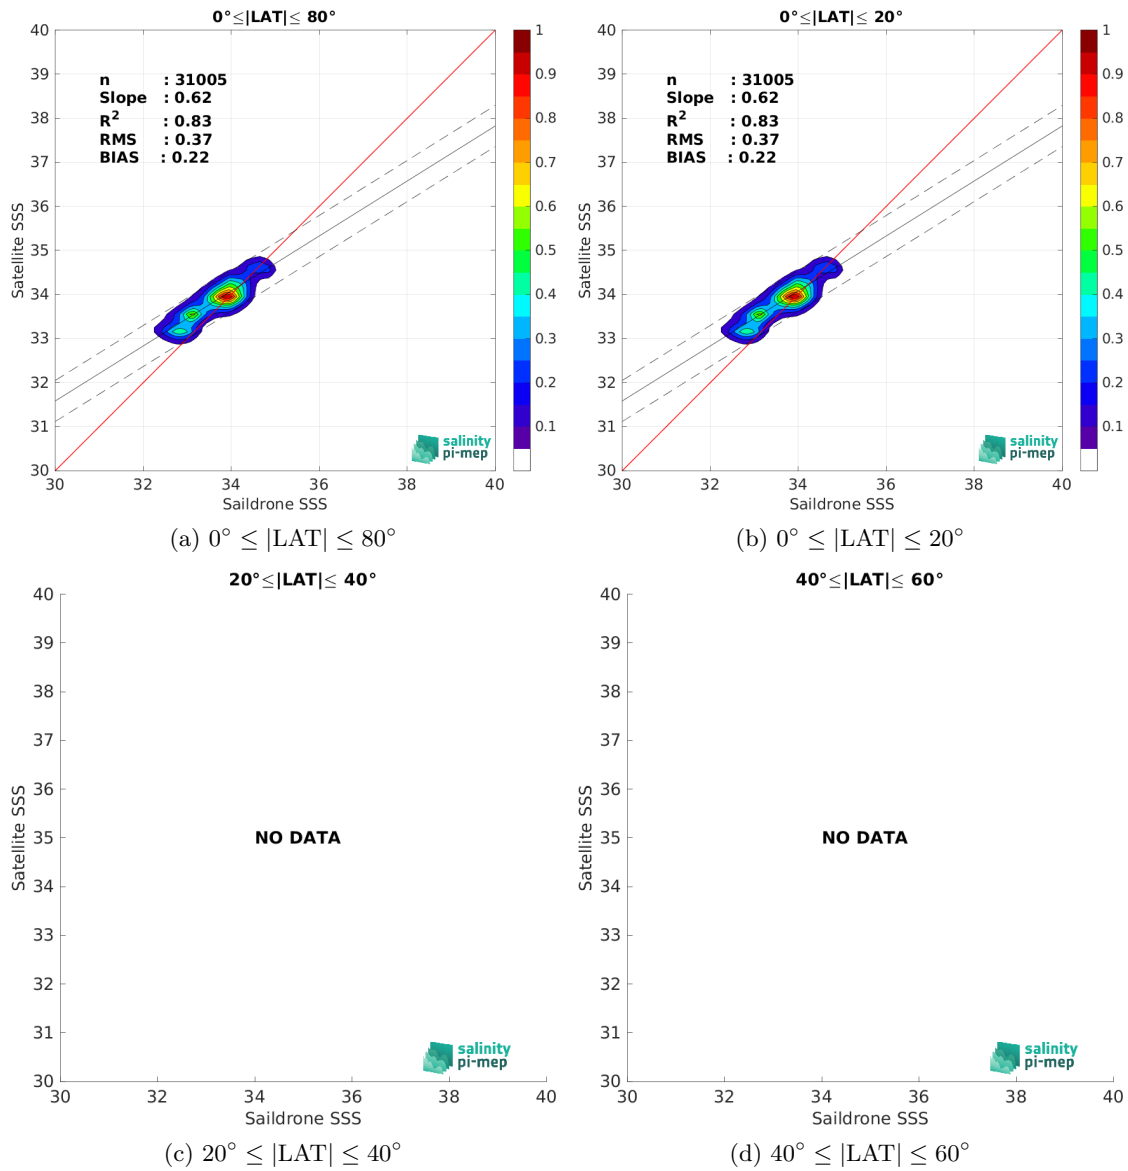 0°≤|LAT|≤ 80°
40
39
38
37
36
35
34
33
32
31
30
Satellite SSS
n : 31005
Slope : 0.62
R² : 0.83
RMS : 0.37
BIAS : 0.22
1
0.9
0.8
0.7
0.6
0.5
0.4
0.3
0.2
0.1
salinity
pi-mep
30 32 34 36 38 40
Saildrone SSS
(a) 0° ≤ |LAT| ≤ 80°
0°≤|LAT|≤ 20°
40
39
38
37
36
35
34
33
32
31
30
Satellite SSS
n : 31005
Slope : 0.62
R² : 0.83
RMS : 0.37
BIAS : 0.22
1
0.9
0.8
0.7
0.6
0.5
0.4
0.3
0.2
0.1
salinity
pi-mep
30 32 34 36 38 40
Saildrone SSS
(b) 0° ≤ |LAT| ≤ 20°
20°≤|LAT|≤ 40°
40
39
38
37
36
35
34
33
32
31
30
Satellite SSS
NO DATA
salinity
pi-mep
30 32 34 36 38 40
Saildrone SSS
(c) 20° ≤ |LAT| ≤ 40°
40°≤|LAT|≤ 60°
40
39
38
37
36
35
34
33
32
31
30
Satellite SSS
NO DATA
salinity
pi-mep
30 32 34 36 38 40
Saildrone SSS
(d) 40° ≤ |LAT| ≤ 60°